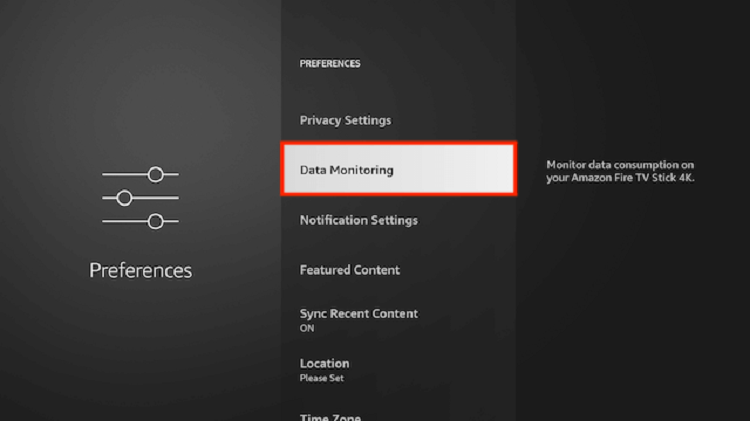 PREFERENCES
Privacy Settings
Data Monitoring
Monitor data consumption on
your Amazon Fire TV Stick 4K.
Notification Settings
Preferences
Featured Content
Sync Recent Content
ON
Location
Please Set
Time Zone